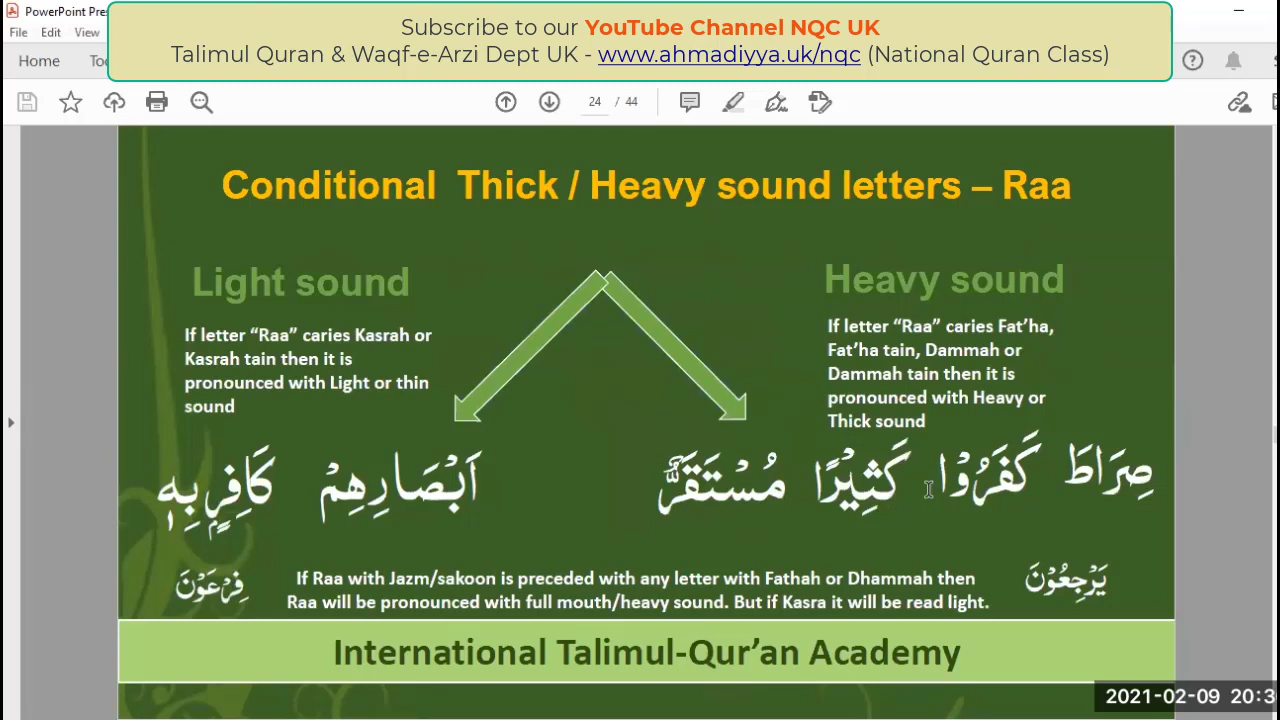 PowerPoint Pres
File Edit View
Subscribe to our YouTube Channel NQC UK
Talimul Quran & Waqf-e-Arzi Dept UK - www.ahmadiyya.uk/nqc (National Quran Class)
Home
24 / 44
Conditional Thick / Heavy sound letters – Raa
Light sound
If letter “Raa” caries Kasrah or
Kasrah tain then it is
pronounced with Light or thin
sound
Heavy sound
If letter “Raa” caries Fat’ha,
Fat’ha tain, Dammah or
Dammah tain then it is
pronounced with Heavy or
Thick sound
صِرَاطَ كَفَرُوْا كَثِيْرًا مُسْتَقَرٌّ
اَبْصَارِهِمْ كَافِرٍۭ بِهٖ
يَرْجِعُوْنَ
If Raa with Jazm/sakoon is preceded with any letter with Fathah or Dhammah then
Raa will be pronounced with full mouth/heavy sound. But if Kasra it will be read light.
فِرْعَوْنَ
International Talimul-Qur’an Academy
2021-02-09 20:3